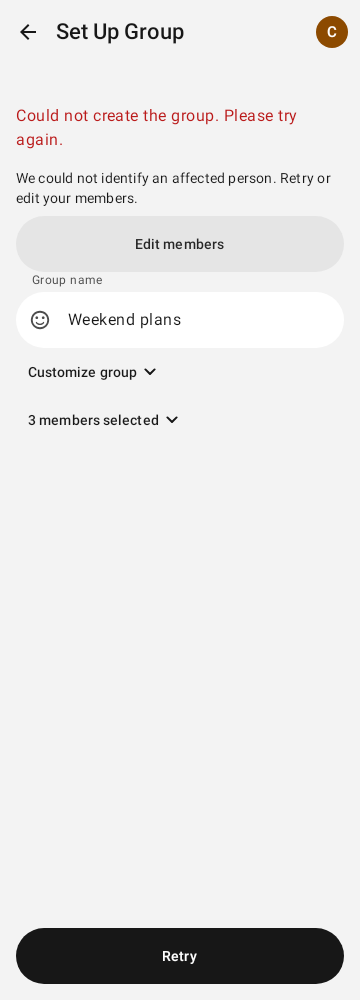 Set Up Group
C
Could not create the group. Please try
again.
We could not identify an affected person. Retry or
edit your members.
Edit members
Group name
Weekend plans
Customize group
3 members selected
Retry